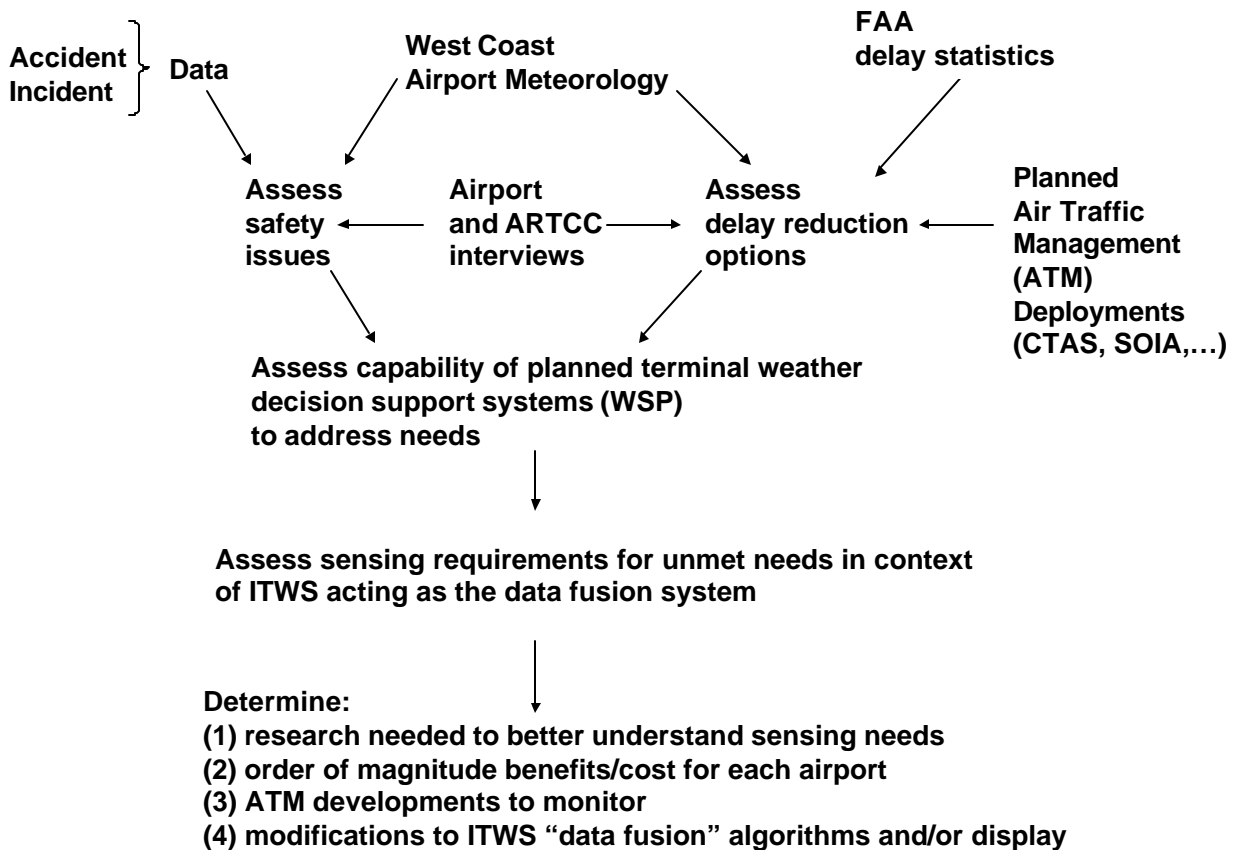 Accident
Incident
Data
West Coast
Airport Meteorology
FAA
delay statistics
Assess
safety
issues
Airport
and ARTCC
interviews
Assess
delay reduction
options
Planned
Air Traffic
Management
(ATM)
Deployments
(CTAS, SOIA,…)
Assess capability of planned terminal weather
decision support systems (WSP)
to address needs
Assess sensing requirements for unmet needs in context
of ITWS acting as the data fusion system
Determine:
(1) research needed to better understand sensing needs
(2) order of magnitude benefits/cost for each airport
(3) ATM developments to monitor
(4) modifications to ITWS “data fusion” algorithms and/or display